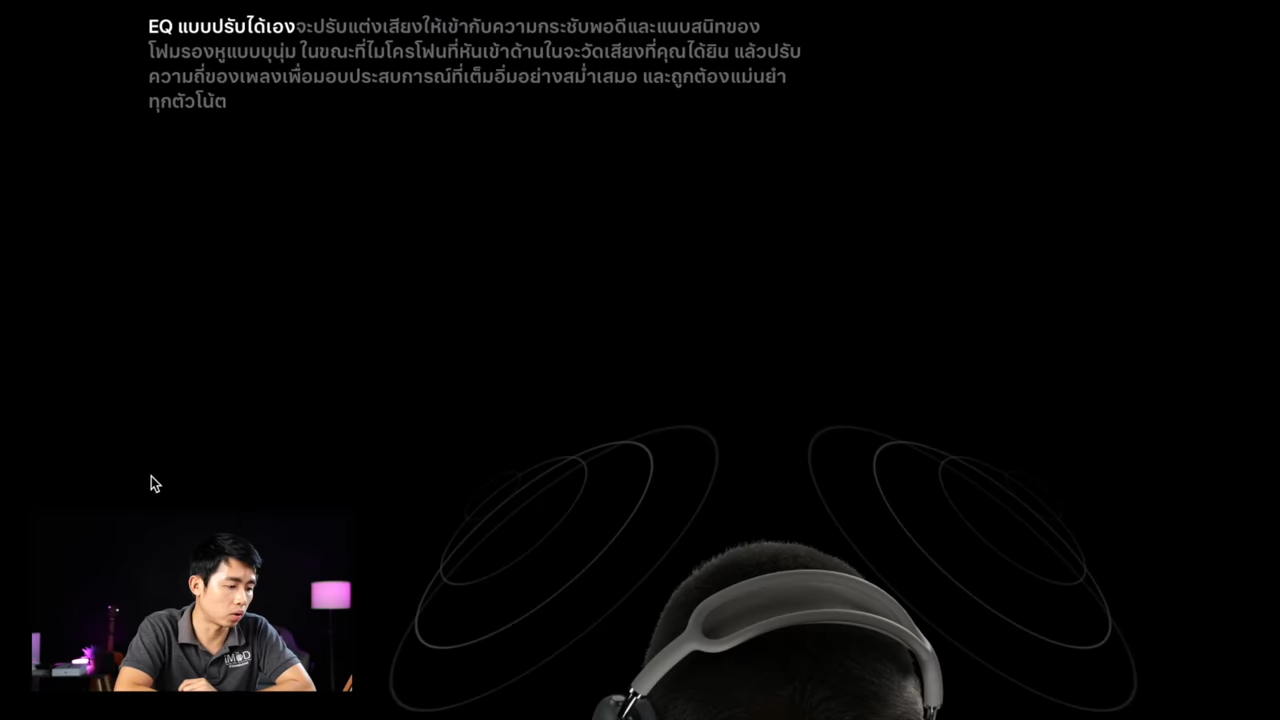 EQ แบบปรับได้เองจะปรับแต่งเสียงให้เข้ากับความกระชับพอดีและแนบสนิทของ
โฟมรองหูแบบบุนุ่ม ในขณะที่ไมโครโฟนที่หันเข้าด้านในจะวัดเสียงที่คุณได้ยิน แล้วปรับ
ความถี่ของเพลงเพื่อมอบประสบการณ์ที่เต็มอิ่มอย่างสม่ำเสมอ และถูกต้องแม่นยำ
ทุกตัวโน้ต
iMoD